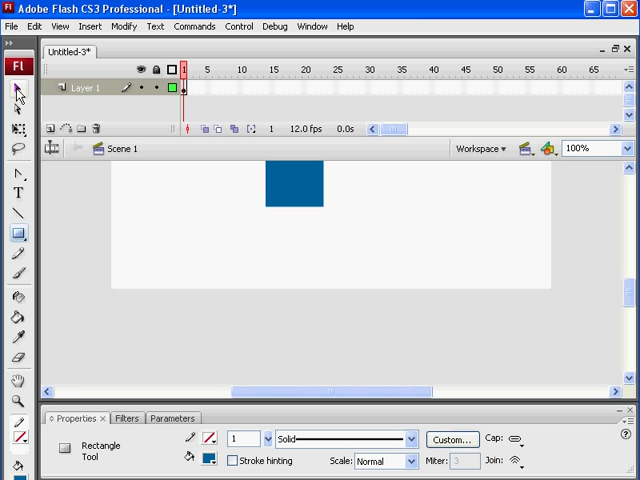 Adobe Flash CS3 Professional - [Untitled-3*]
File Edit View Insert Modify Text Commands Control Debug Window Help
Untitled-3*
Fl
1 5 10 15 20 25 30 35 40 45 50 55 60 65
Layer 1
1 12.0 fps 0.0s
Scene 1 Workspace 100%
T
Properties Filters Parameters
Rectangle Tool
1 Solid Custom... Cap:
Stroke hinting Scale: Normal Miter: 3 Join: